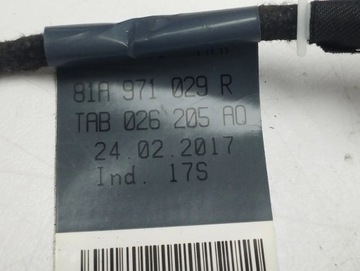 81A 971 029 R
TAB 026 205 AQ
24.02.2017
Ind. 17S